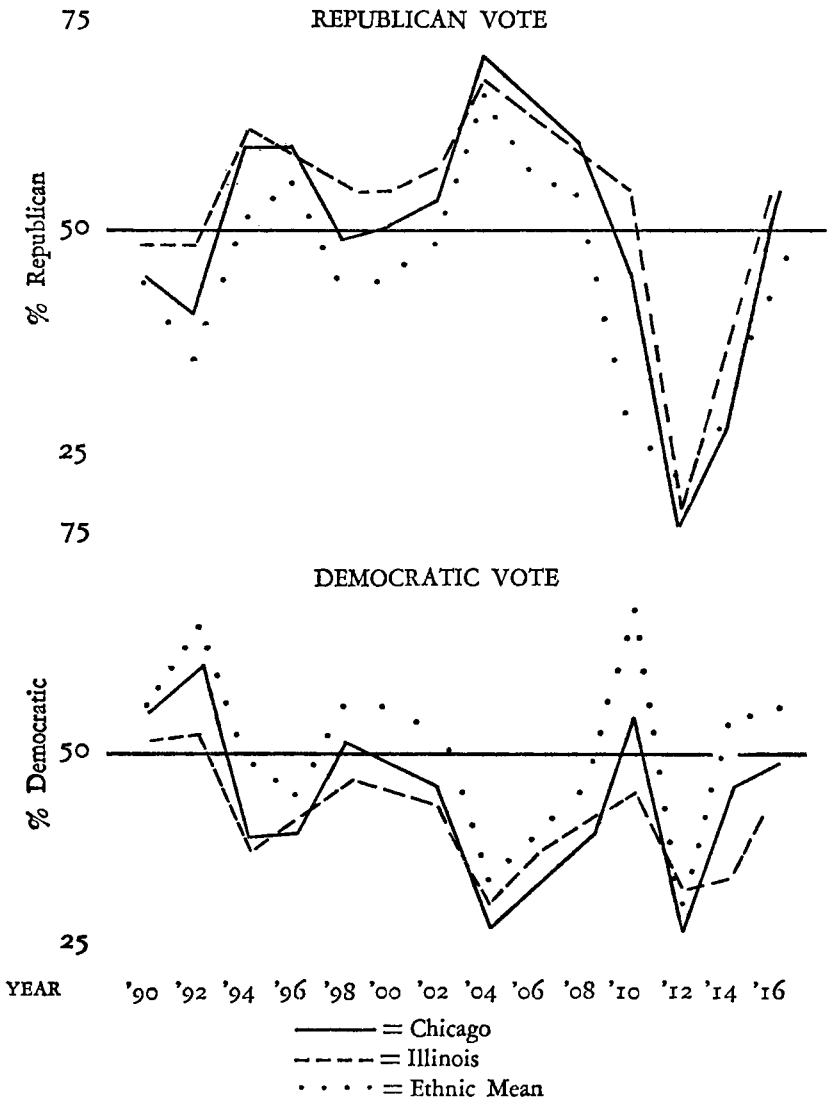 75 REPUBLICAN VOTE
% Republican
50
25
75
DEMOCRATIC VOTE
% Democratic
50
25
YEAR '90 '92 '94 '96 '98 '00 '02 '04 '06 '08 '10 '12 '14 '16
= Chicago
= Illinois
= Ethnic Mean